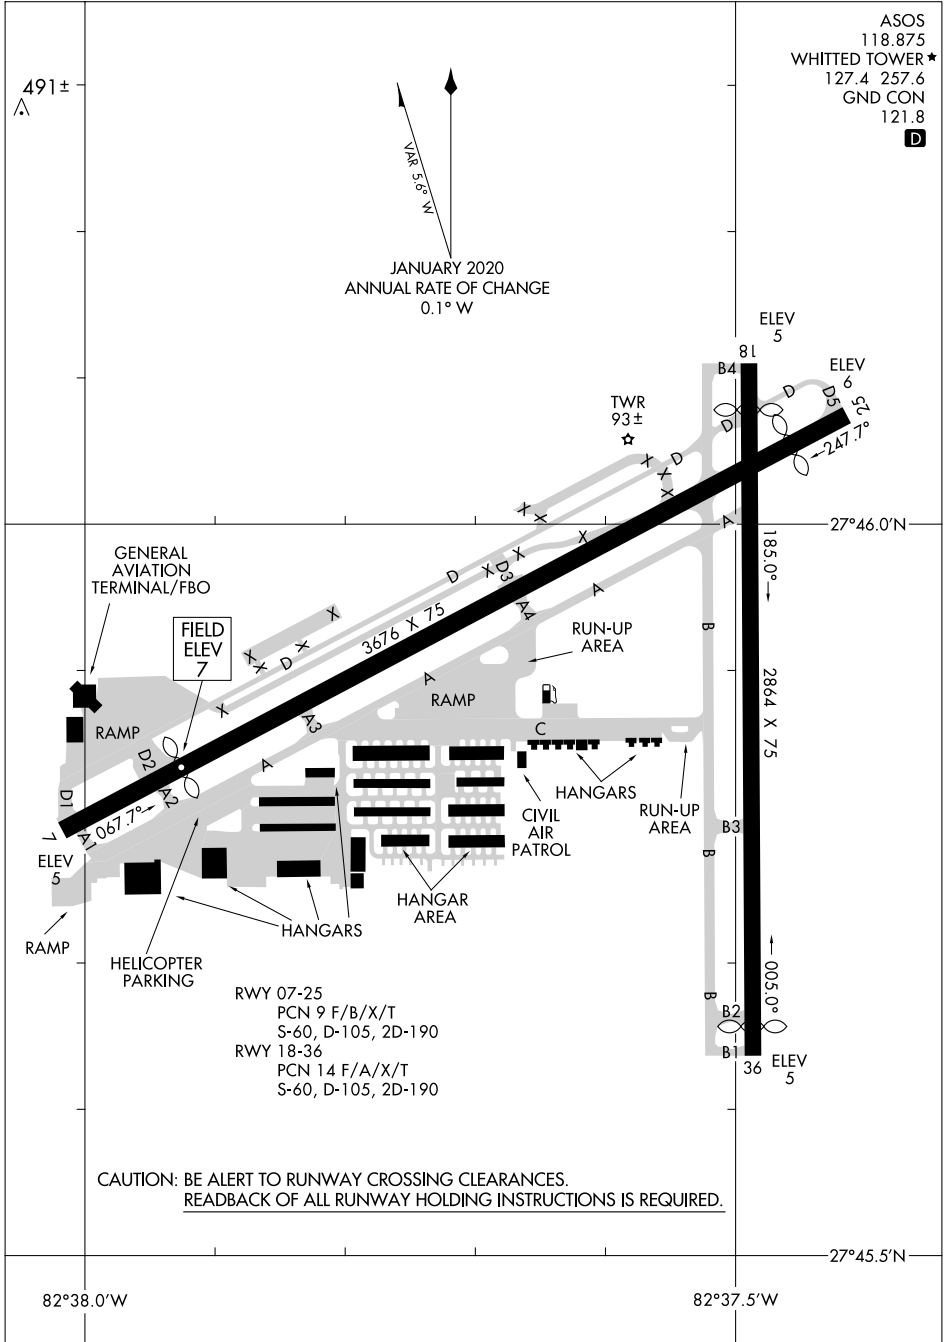 ASOS
118.875
WHITTED TOWER★
127.4 257.6
GND CON
121.8
D
491±
VAR 5.6° W
JANUARY 2020
ANNUAL RATE OF CHANGE
0.1° W
ELEV
5
18
B4
ELEV
6
D
D5
25
TWR
93±
D
247.7°
X
D
X
X
X
X
A
27°46.0'N
X
X
D3
X
D
185.0°
GENERAL
AVIATION
TERMINAL/FBO
A
A4
3676 X 75
X
FIELD
ELEV
7
X
X
X
D
RUN-UP
AREA
B
A
RAMP
2864 X 75
X
A3
C
RAMP
D2
A
A2
HANGARS
D1
067.7°
A1
7
CIVIL
AIR
PATROL
RUN-UP
AREA
B3
B
ELEV
5
HANGAR
AREA
HANGARS
RAMP
HELICOPTER
PARKING
005.0°
B
B2
B1
36
ELEV
5
RWY 07-25
PCN 9 F/B/X/T
S-60, D-105, 2D-190
RWY 18-36
PCN 14 F/A/X/T
S-60, D-105, 2D-190
CAUTION: BE ALERT TO RUNWAY CROSSING CLEARANCES.
READBACK OF ALL RUNWAY HOLDING INSTRUCTIONS IS REQUIRED.
27°45.5'N
82°38.0'W
82°37.5'W